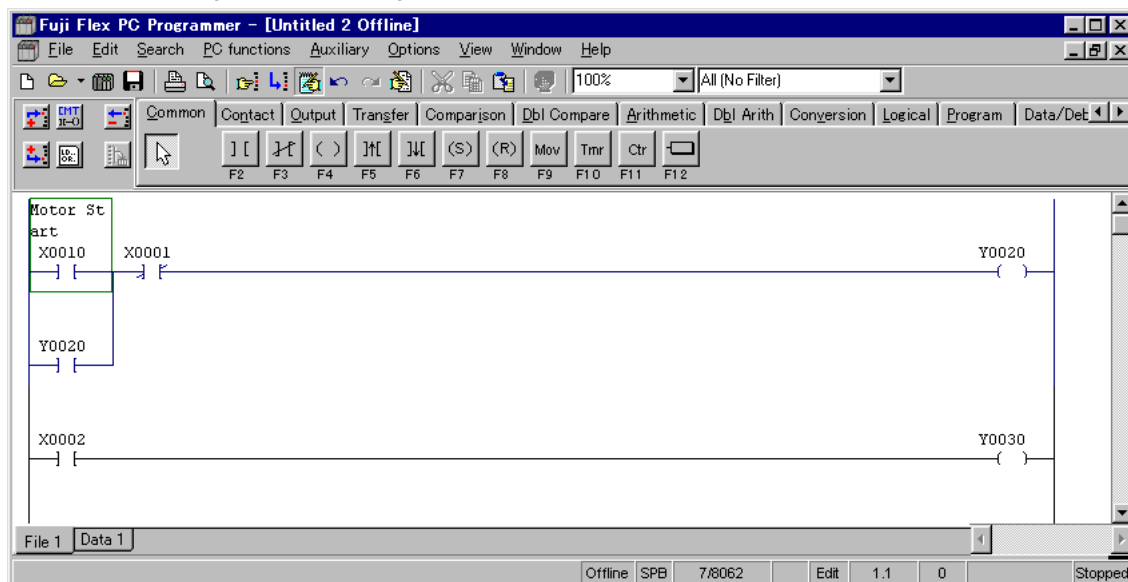 Fuji Flex PC Programmer - [Untitled 2 Offline]
File Edit Search PC functions Auxiliary Options View Window Help
100% All (No Filter)
CMT Common Contact Output Transfer Comparison Dbl Compare Arithmetic Dbl Arith Conversion Logical Program Data/Det
(S) (R) Mov Tmr Ctr
F2 F3 F4 F5 F6 F7 F8 F9 F10 F11 F12
Motor St
art
X0010 X0001 Y0020
Y0020
X0002 Y0030
File 1 Data 1
Offline SPB 7/8062 Edit 1.1 0 Stopped